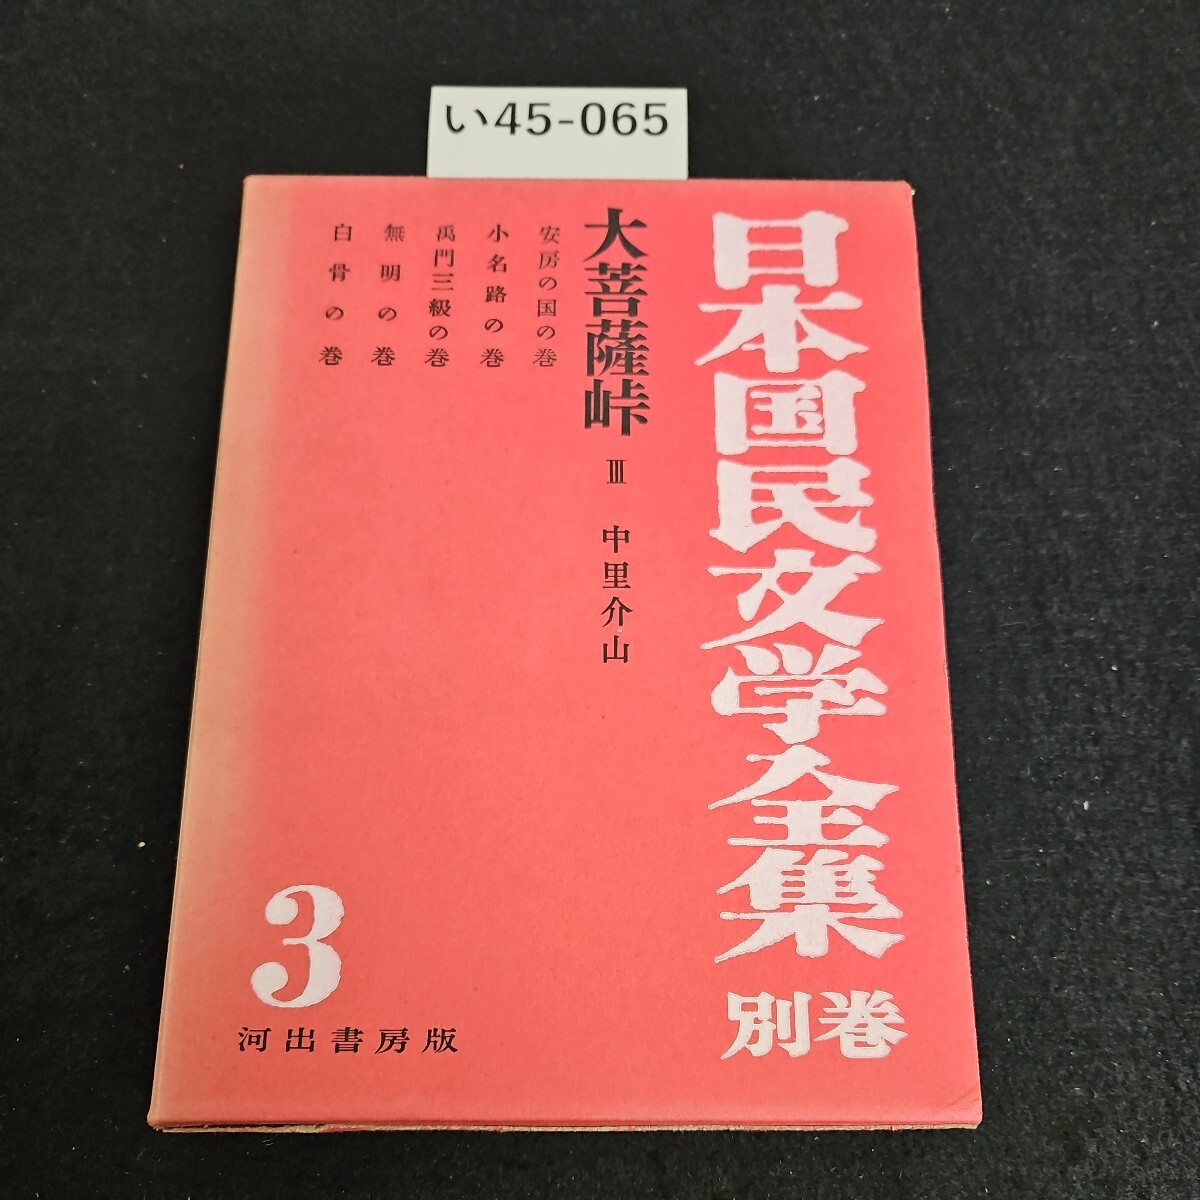 い45-065
日本国民文学全集
別巻
大菩薩峠 Ⅲ 中里介山
安房の国の巻
小名路の巻
禹門三級の巻
無明の巻
白骨の巻
3
河出書房版